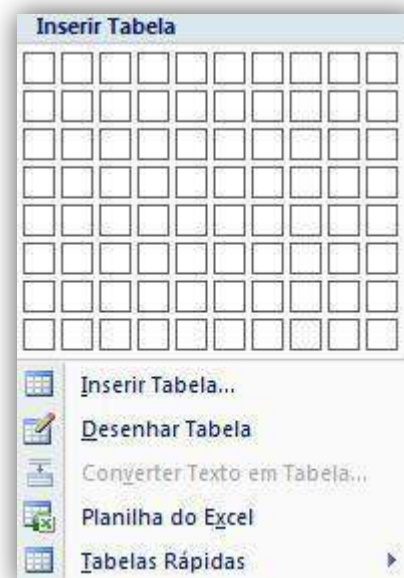 Inserir Tabela
Inserir Tabela...
Desenhar Tabela
Converter Texto em Tabela...
Planilha do Excel
Tabelas Rápidas